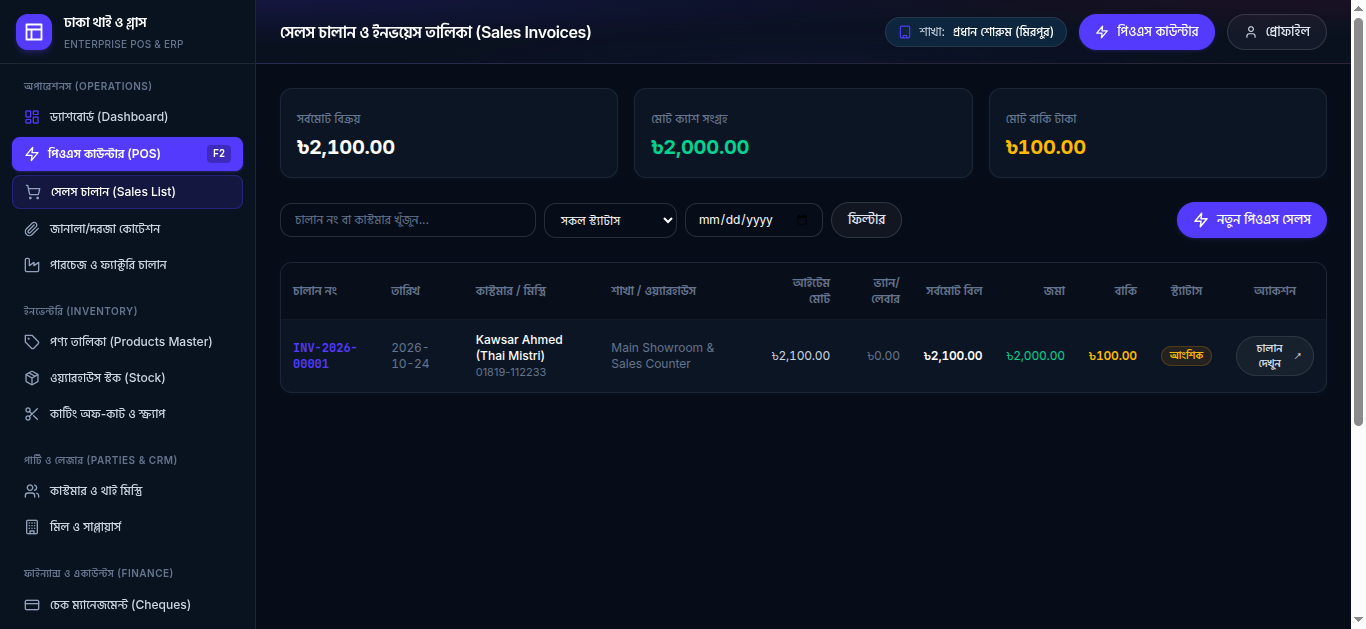 ঢাকা থাই ও গ্লাস
ENTERPRISE POS & ERP
সেলস চালান ও ইনভয়েস তালিকা (Sales Invoices)
শাখা: প্রধান শোরুম (মিরপুর)
পিওএস কাউন্টার
প্রোফাইল
অপারেশনস (OPERATIONS)
ড্যাশবোর্ড (Dashboard)
পিওএস কাউন্টার (POS) F2
সেলস চালান (Sales List)
জানালা/দরজা কোটেশন
পারচেজ ও ফ্যাক্টরি চালান
ইনভেন্টরি (INVENTORY)
পণ্য তালিকা (Products Master)
ওয়্যারহাউস স্টক (Stock)
কাটিং অফ-কাট ও স্ক্র্যাপ
পার্টি ও লেজার (PARTIES & CRM)
কাস্টমার ও থাই মিস্ত্রি
মিল ও সাপ্লায়ার্স
ফাইন্যান্স ও একাউন্টস (FINANCE)
চেক ম্যানেজমেন্ট (Cheques)
সর্বমোট বিক্রয়
৳2,100.00
মোট ক্যাশ সংগ্রহ
৳2,000.00
মোট বাকি টাকা
৳100.00
চালান নং বা কাস্টমার খুঁজুন...
সকল স্ট্যাটাস
mm/dd/yyyy
ফিল্টার
নতুন পিওএস সেলস
চালান নং
তারিখ
কাস্টমার / মিস্ত্রি
শাখা / ওয়্যারহাউস
আইটেম
মোট
ভ্যান/
লেবার
সর্বমোট বিল
জমা
বাকি
স্ট্যাটাস
অ্যাকশন
INV-2026-
00001
2026-
10-24
Kawsar Ahmed
(Thai Mistri)
01819-112233
Main Showroom &
Sales Counter
৳2,100.00
৳0.00
৳2,100.00
৳2,000.00
৳100.00
আংশিক
চালান
দেখুন ↗